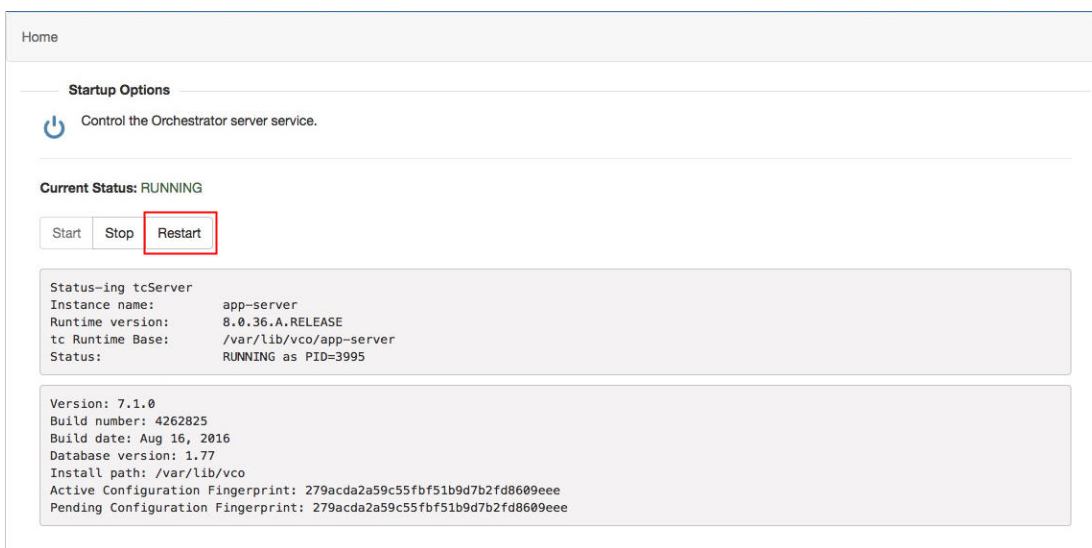 Home
Startup Options
Control the Orchestrator server service.
Current Status: RUNNING
Start Stop Restart
Status-ing tcServer
Instance name: app-server
Runtime version: 8.0.36.A.RELEASE
tc Runtime Base: /var/lib/vco/app-server
Status: RUNNING as PID=3995
Version: 7.1.0
Build number: 4262825
Build date: Aug 16, 2016
Database version: 1.77
Install path: /var/lib/vco
Active Configuration Fingerprint: 279acda2a59c55fbf51b9d7b2fd8609eee
Pending Configuration Fingerprint: 279acda2a59c55fbf51b9d7b2fd8609eee